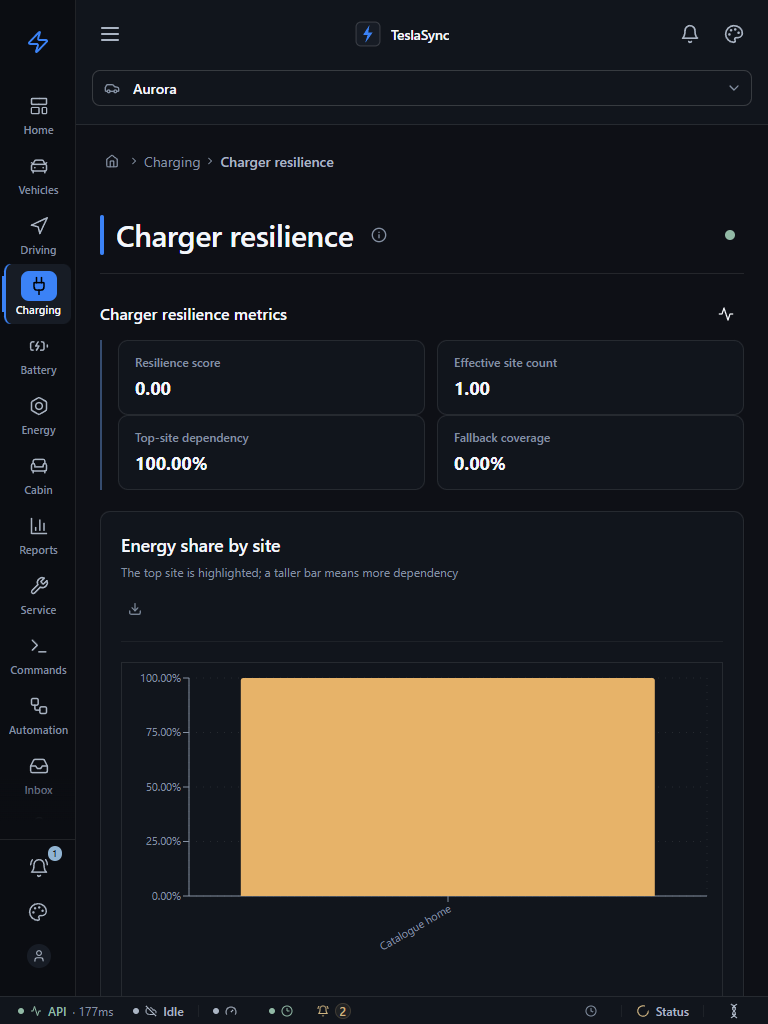 TeslaSync
Aurora
Home
Vehicles
Driving
Charging
Battery
Energy
Cabin
Reports
Service
Commands
Automation
Inbox
1
Charging
Charger resilience
Charger resilience
Charger resilience metrics
Resilience score
0.00
Effective site count
1.00
Top-site dependency
100.00%
Fallback coverage
0.00%
Energy share by site
The top site is highlighted; a taller bar means more dependency
100.00%
75.00%
50.00%
25.00%
0.00%
Catalogue home
API · 177ms
Idle
2
Status